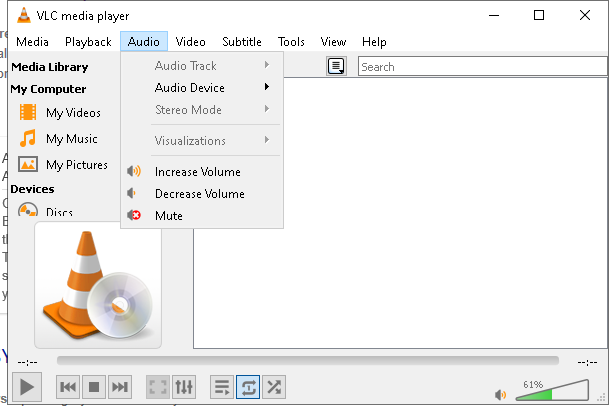 VLC media player
Media Playback Audio Video Subtitle Tools View Help
Media Library
My Computer
My Videos
My Music
My Pictures
Devices
Discs
Audio Track
Audio Device
Stereo Mode
Visualizations
Increase Volume
Decrease Volume
Mute
Search
--:-- --:--
61%